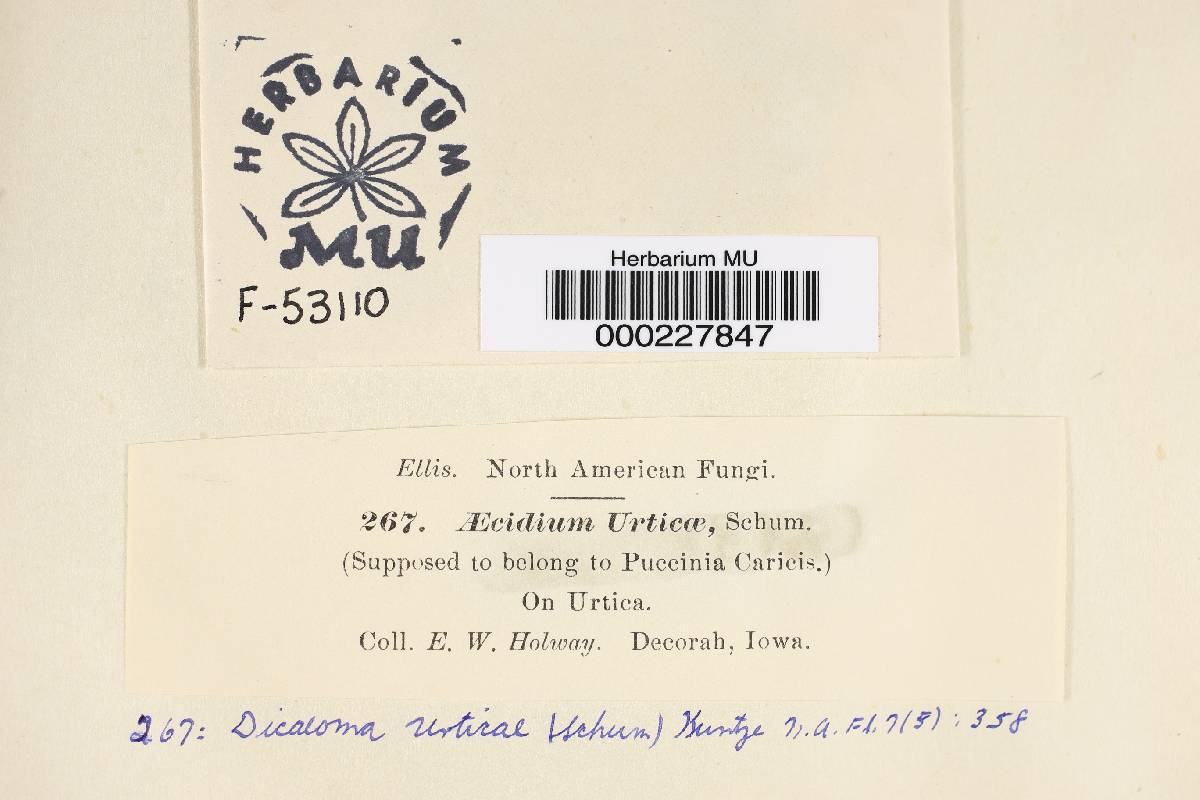 HERBARIUM
MU
F-53110
Herbarium MU
000227847
Ellis. North American Fungi.
267. Æcidium Urticæ, Schum.
(Supposed to belong to Puccinia Caricis.)
On Urtica.
Coll. E. W. Holway. Decorah, Iowa.
267: Dicaeoma Urticae (Schum) Kuntze N.A. Fl. 7(5): 358